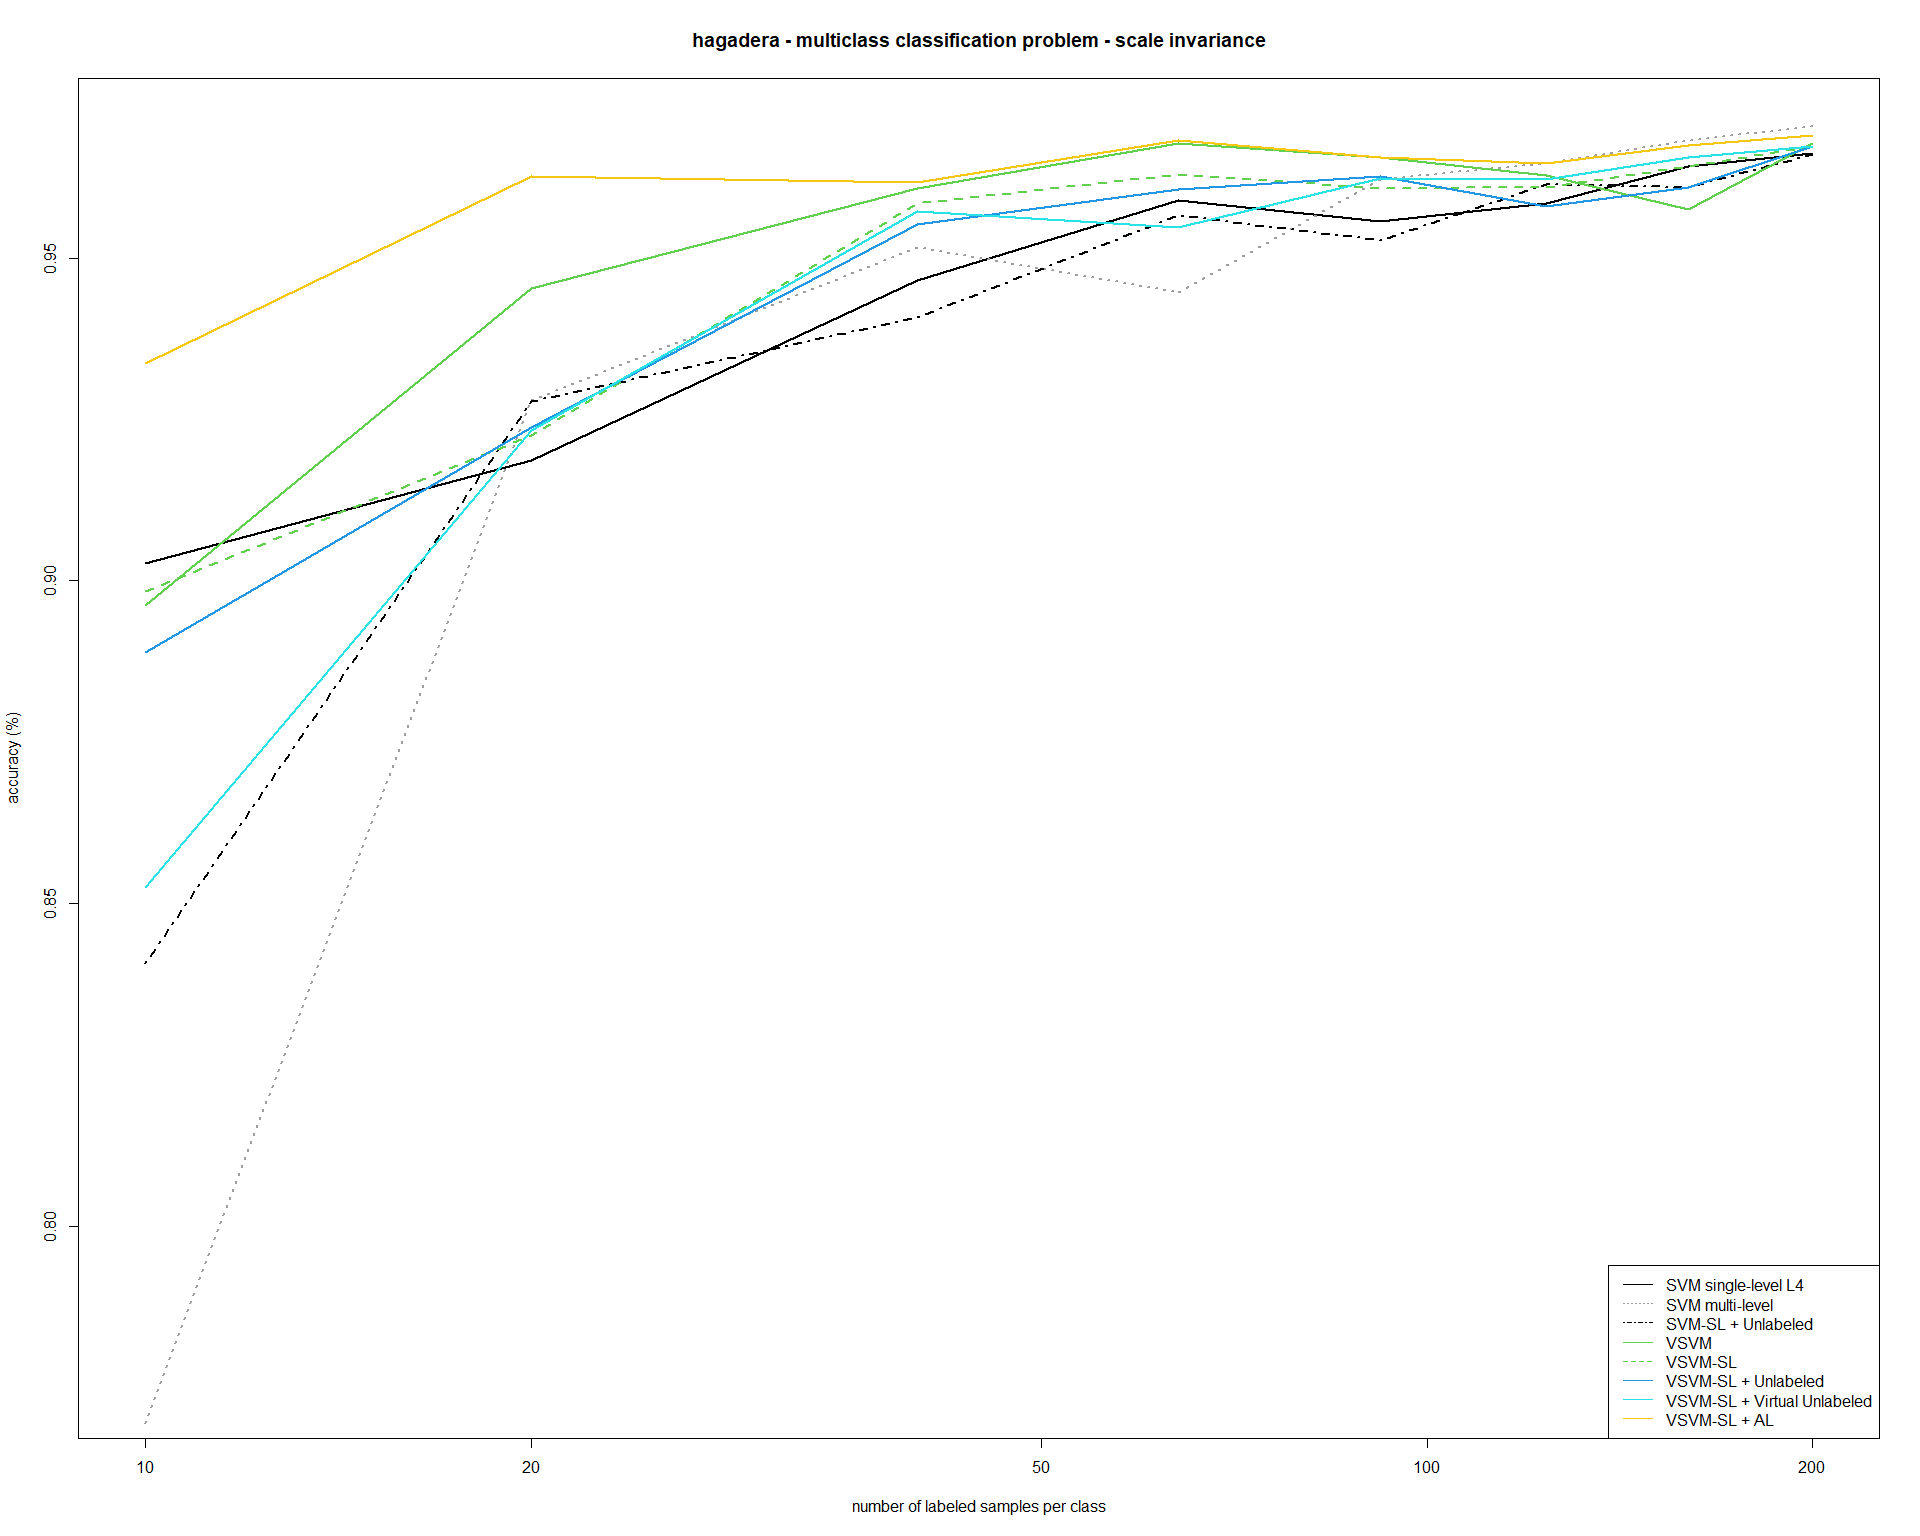 hagadera - multiclass classification problem - scale invariance
accuracy (%)
0.95
0.90
0.85
0.80
10
20
50
100
200
number of labeled samples per class
SVM single-level L4
SVM multi-level
SVM-SL + Unlabeled
VSVM
VSVM-SL
VSVM-SL + Unlabeled
VSVM-SL + Virtual Unlabeled
VSVM-SL + AL